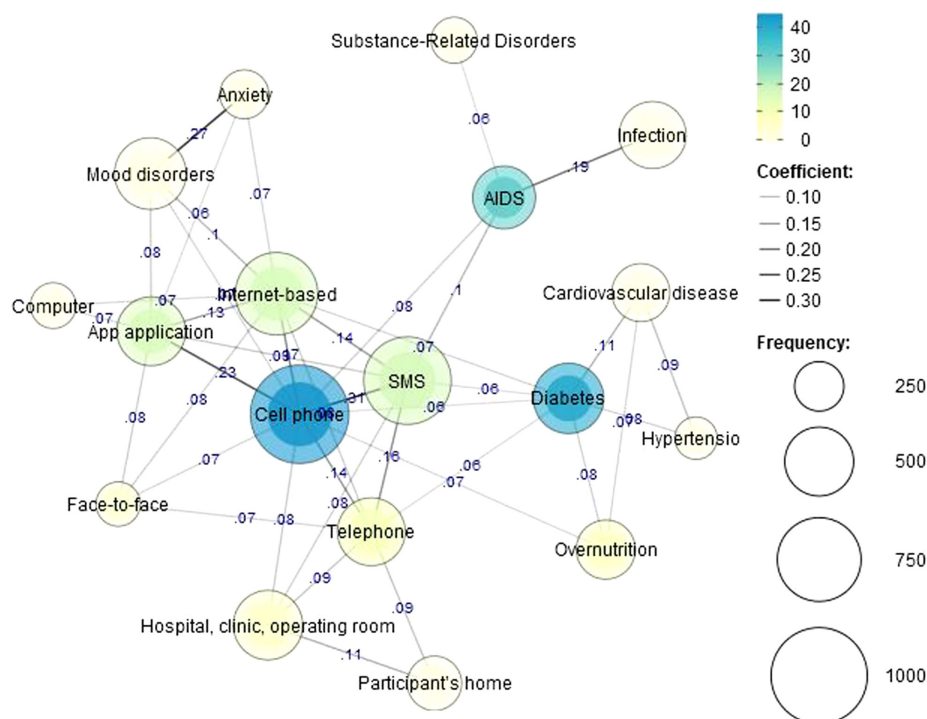 Substance-Related Disorders
.06
Anxiety
.27
Infection
.19
Mood disorders
AIDS
.07
.06
.1
.08
Internet-based
Computer
.07
.07
.13
App application
.08
.1
.14
.07
Cardiovascular disease
.11
.09
.23
SMS
.06
.06
Cell phone
.31
Diabetes
.08
Hypertensio
.08
.08
.07
.16
.14
.06
.07
.08
.08
Face-to-face
.07
.08
Telephone
Overnutrition
.09
.09
Hospital, clinic, operating room
.11
Participant's home
40
30
20
10
0
Coefficient:
0.10
0.15
0.20
0.25
0.30
Frequency:
250
500
750
1000